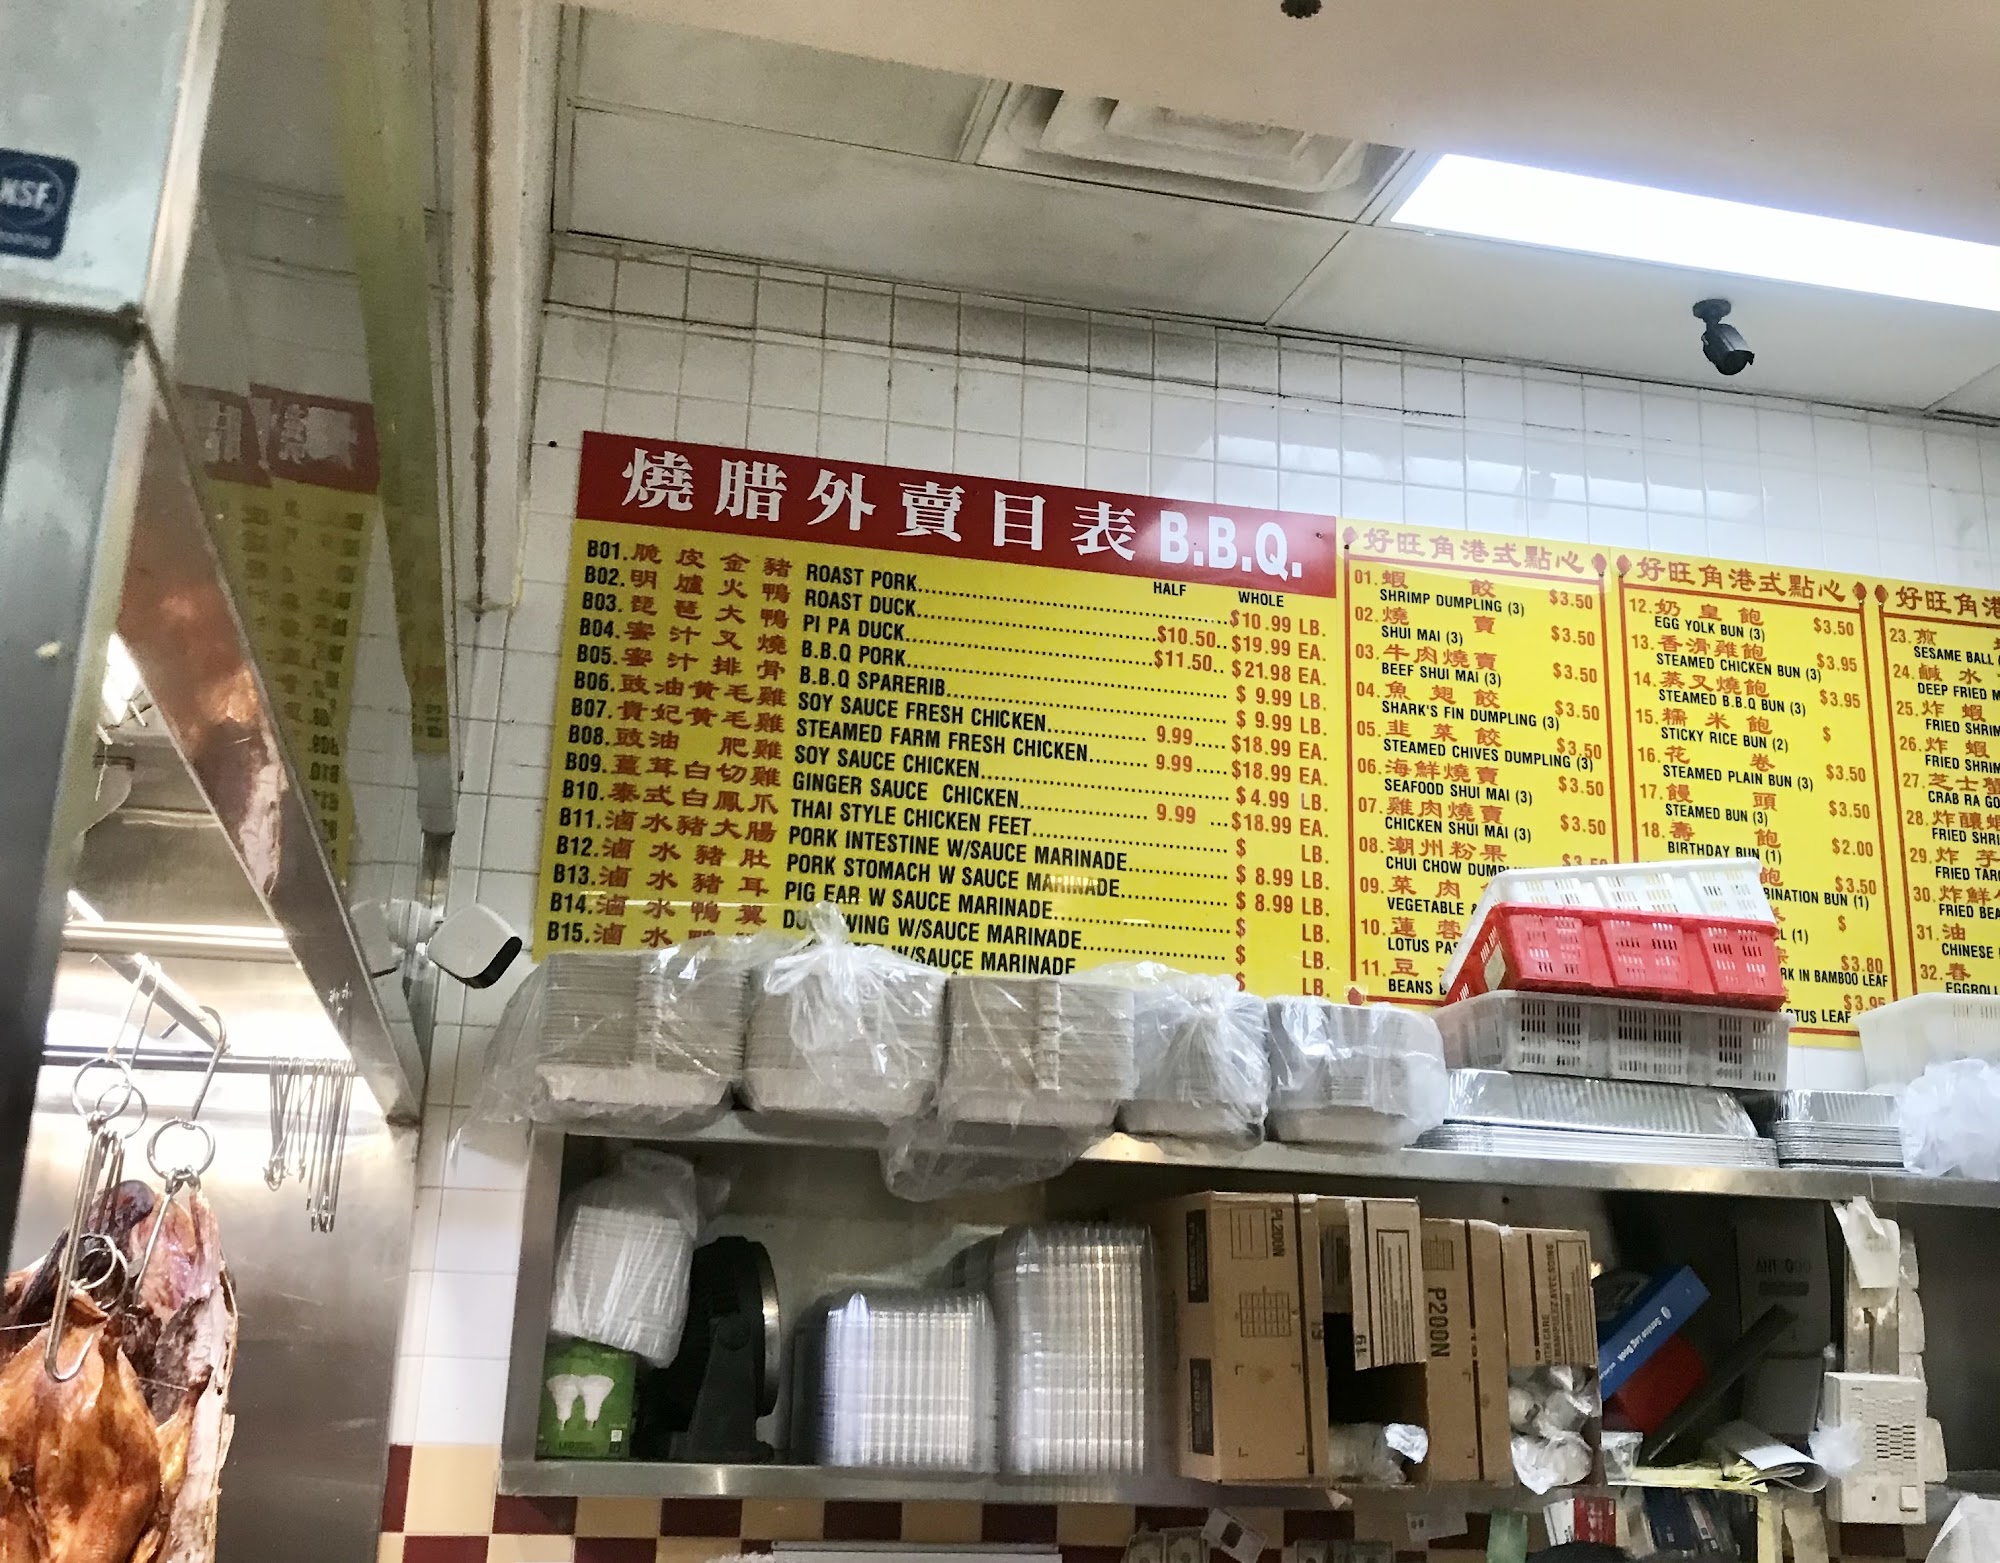 NSF
燒腊外賣目表 B.B.Q.
HALF WHOLE
B01. 脆皮金豬 ROAST PORK $10.99 LB.
B02. 明爐火鴨 ROAST DUCK $10.50.. $19.99 EA.
B03. 琵琶大鴨 PI PA DUCK $11.50.. $21.98 EA.
B04. 蜜汁叉燒 B.B.Q PORK $ 9.99 LB.
B05. 蜜汁排骨 B.B.Q SPARERIB $ 9.99 LB.
B06. 豉油黃毛雞 SOY SAUCE FRESH CHICKEN 9.99 $18.99 EA.
B07. 貴妃黃毛雞 STEAMED FARM FRESH CHICKEN 9.99 $18.99 EA.
B08. 豉油肥雞 SOY SAUCE CHICKEN $ 4.99 LB.
B09. 薑茸白切雞 GINGER SAUCE CHICKEN 9.99 $18.99 EA.
B10. 泰式白鳳爪 THAI STYLE CHICKEN FEET $ LB.
B11. 滷水豬大腸 PORK INTESTINE W/SAUCE MARINADE $ 8.99 LB.
B12. 滷水豬肚 PORK STOMACH W SAUCE MARINADE $ 8.99 LB.
B13. 滷水豬耳 PIG EAR W SAUCE MARINADE $ LB.
B14. 滷水鴨翼 WING W/SAUCE MARINADE $ LB.
B15. 滷水鴨 W/SAUCE MARINADE $ LB.
好旺角港式點心
01. 蝦餃 $3.50
SHRIMP DUMPLING (3)
02. 燒賣 $3.50
SHUI MAI (3)
03. 牛肉燒賣 $3.50
BEEF SHUI MAI (3)
04. 魚翅餃 $3.50
SHARK'S FIN DUMPLING (3)
05. 韭菜餃 $3.50
STEAMED CHIVES DUMPLING (3)
06. 海鮮燒賣 $3.50
SEAFOOD SHUI MAI (3)
07. 雞肉燒賣 $3.50
CHICKEN SHUI MAI (3)
08. 潮州粉果 $3.50
CHUI CHOW
09. 菜肉
VEGETABLE &
10. 蓮蓉
LOTUS
11. 豆
BEANS
好旺角港式點心
12. 奶皇飽 $3.50
EGG YOLK BUN (3)
13. 香滑雞飽 $3.95
STEAMED CHICKEN BUN (3)
14. 蒸叉燒飽 $3.95
STEAMED B.B.Q BUN (3)
15. 糯米飽 $
STICKY RICE BUN (2)
16. 花卷 $3.50
STEAMED PLAIN BUN (3)
17. 饅頭 $3.50
STEAMED BUN (3)
18. 壽飽 $2.00
BIRTHDAY BUN (1)
飽 $3.50
BUN (1)
$
(1)
$3.80
IN BAMBOO LEAF
$3.95
LEAF
好旺角港
23. 煎
SESAME BALL
24. 鹹水
DEEP FRIED
25. 炸蝦
FRIED
26. 炸蝦
FRIED
27. 芝士蟹
CRAB
28. 炸釀
FRIED
29. 炸芋
FRIED
30. 炸鮮
FRIED
31. 油
CHINESE
32. 春
EGGROLL
PL200N
P200N
Service Log Book